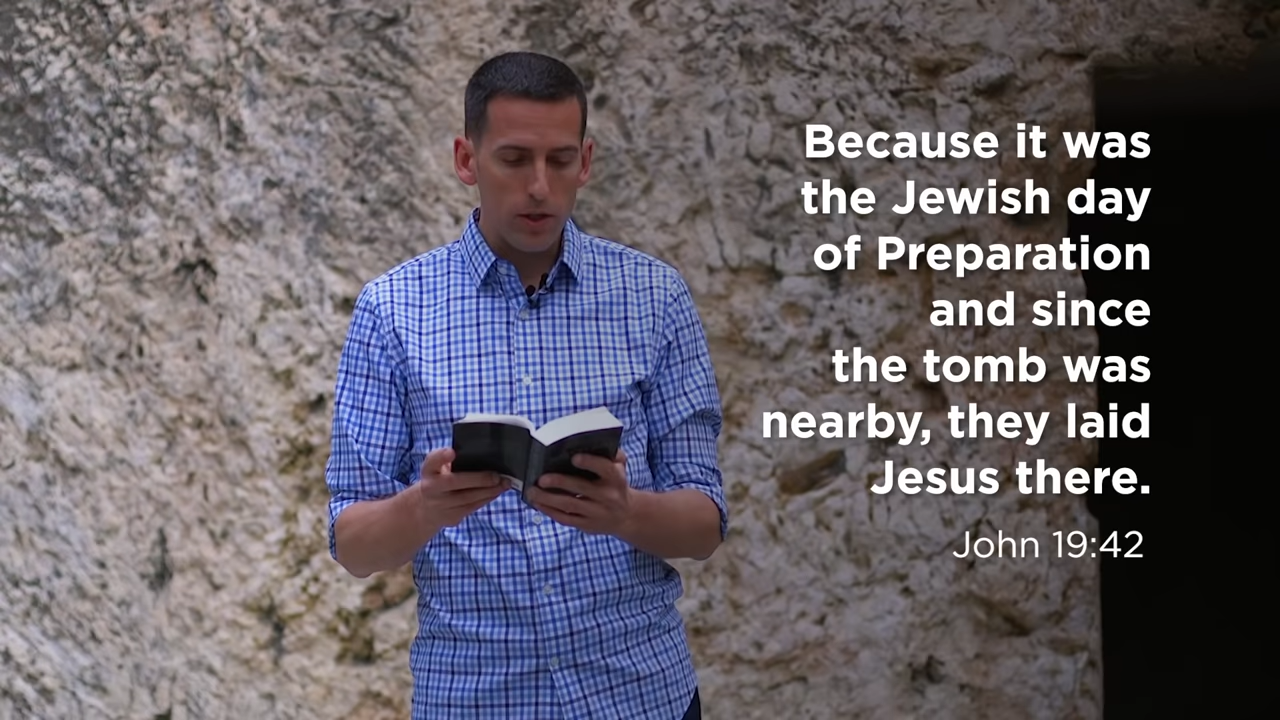 Because it was
the Jewish day
of Preparation
and since
the tomb was
nearby, they laid
Jesus there.
John 19:42